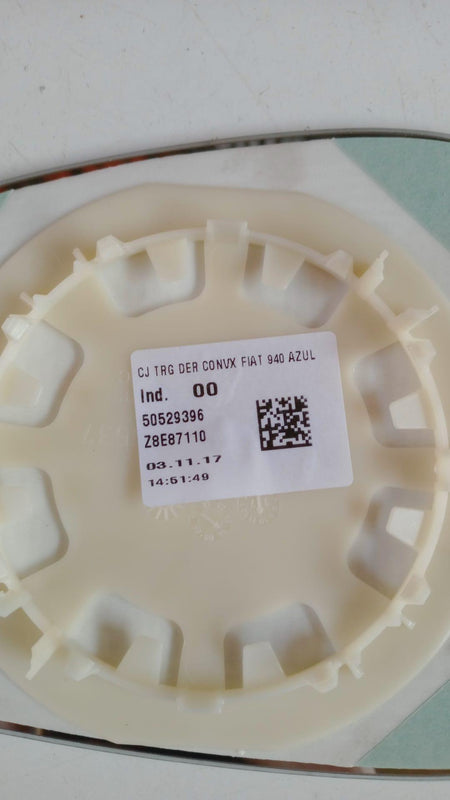 CJ TRG DER CONVX FIAT 940 AZUL
Ind. 00
50529396
Z8E87110
03.11.17
14:51:49